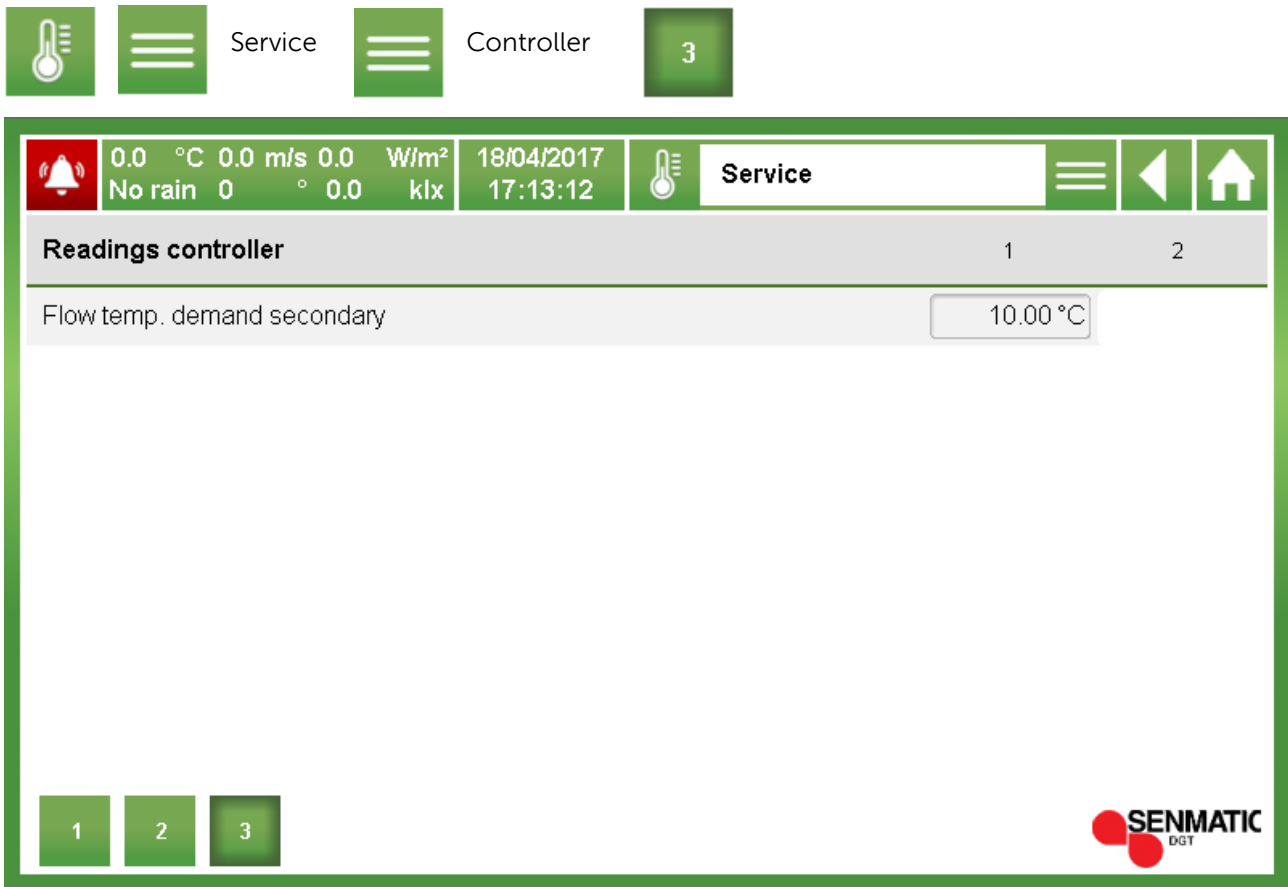 Service Controller 3
0.0 °C 0.0 m/s 0.0 W/m² 18/04/2017
No rain 0 ° 0.0 klx 17:13:12
Service
Readings controller 1 2
Flow temp. demand secondary 10.00 °C
1 2 3
SENMATIC
DGT